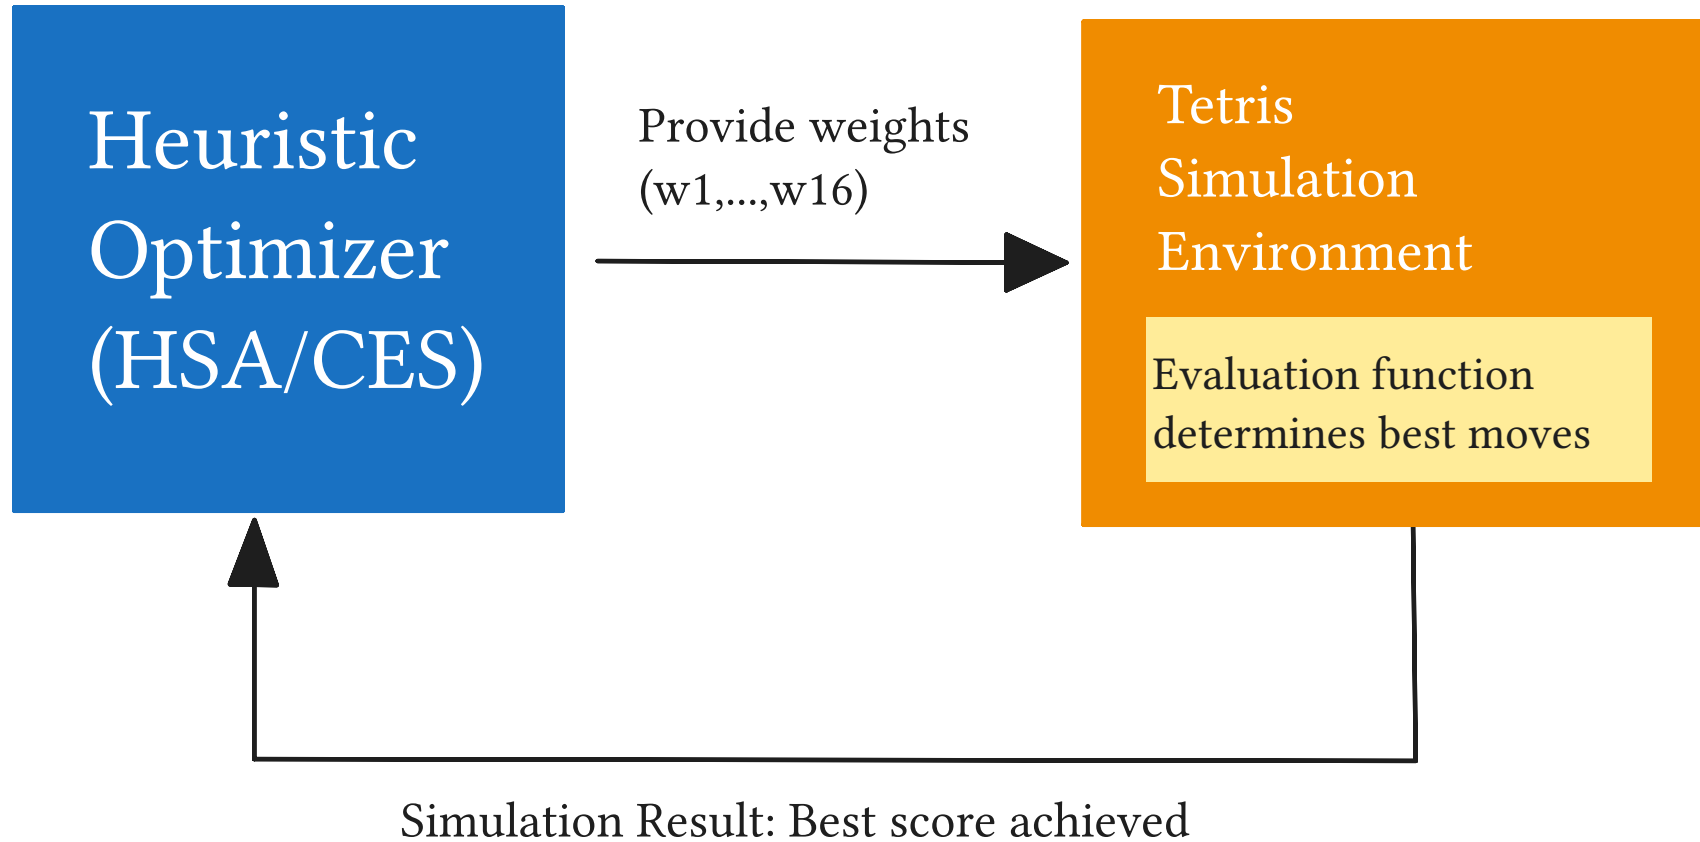 Heuristic
Optimizer
(HSA/CES)
Provide weights
(w1,...,w16)
Tetris
Simulation
Environment
Evaluation function
determines best moves
Simulation Result: Best score achieved